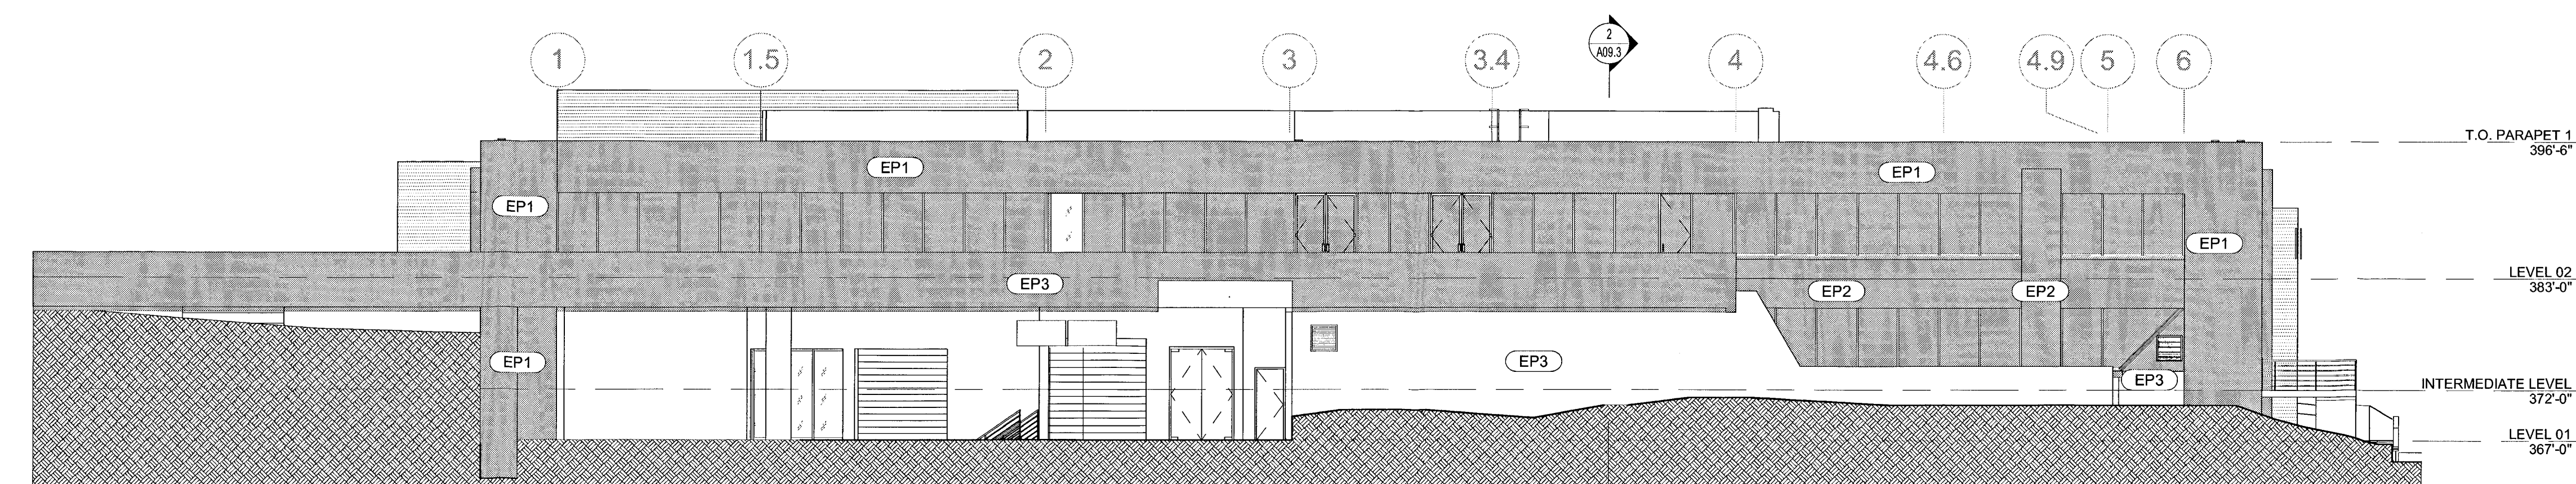 1
1.5
2
3
3.4
2
A09.3
4
4.6
4.9
5
6
T.O. PARAPET 1
396'-6"
EP1
EP1
EP1
EP1
LEVEL 02
383'-0"
EP3
EP2
EP2
EP1
EP3
EP3
INTERMEDIATE LEVEL
372'-0"
LEVEL 01
367'-0"